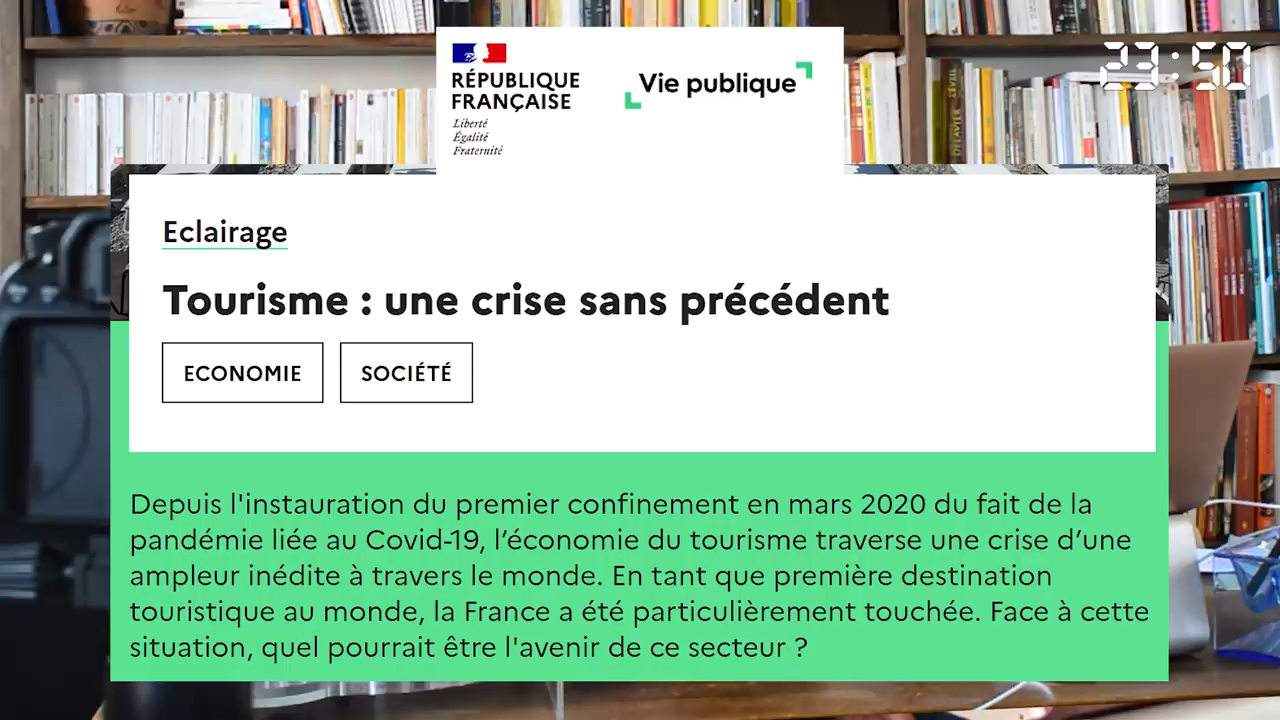 23:50
RÉPUBLIQUE
FRANÇAISE
Liberté
Égalité
Fraternité
Vie publique
Eclairage
Tourisme : une crise sans précédent
ECONOMIE
SOCIÉTÉ
Depuis l'instauration du premier confinement en mars 2020 du fait de la
pandémie liée au Covid-19, l’économie du tourisme traverse une crise d’une
ampleur inédite à travers le monde. En tant que première destination
touristique au monde, la France a été particulièrement touchée. Face à cette
situation, quel pourrait être l'avenir de ce secteur ?